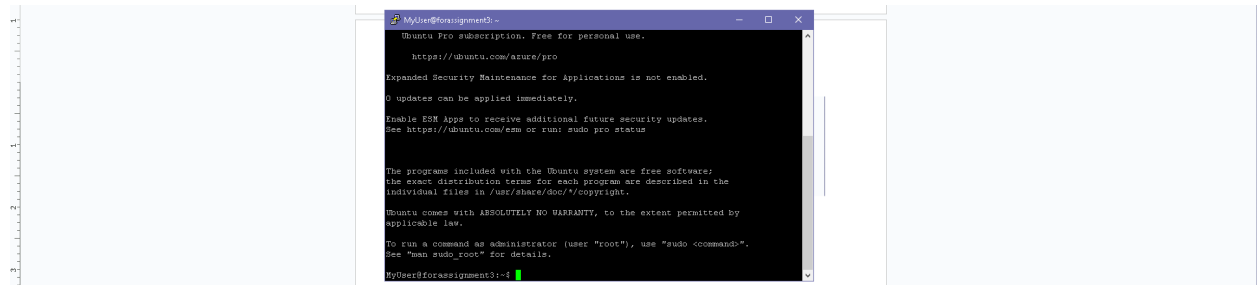 MyUser@forassignment3: ~
Ubuntu Pro subscription. Free for personal use.
https://ubuntu.com/azure/pro
Expanded Security Maintenance for Applications is not enabled.
0 updates can be applied immediately.
Enable ESM Apps to receive additional future security updates.
See https://ubuntu.com/esm or run: sudo pro status
The programs included with the Ubuntu system are free software;
the exact distribution terms for each program are described in the
individual files in /usr/share/doc/*/copyright.
Ubuntu comes with ABSOLUTELY NO WARRANTY, to the extent permitted by
applicable law.
To run a command as administrator (user "root"), use "sudo <command>".
See "man sudo_root" for details.
MyUser@forassignment3:~$
1
1
2
3